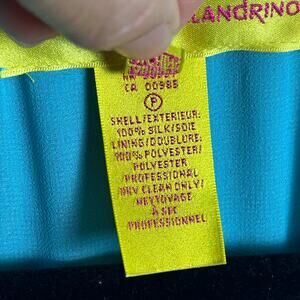 LANDRINO
CA 00985
P
SHELL/EXTERIEUR:
100% SILK/SOIE
LINING/DOUBLURE:
100% POLYESTER/
POLYESTER
PROFESSIONAL
DRY CLEAN ONLY/
NETTOYAGE
À SEC
PROFESSIONNEL